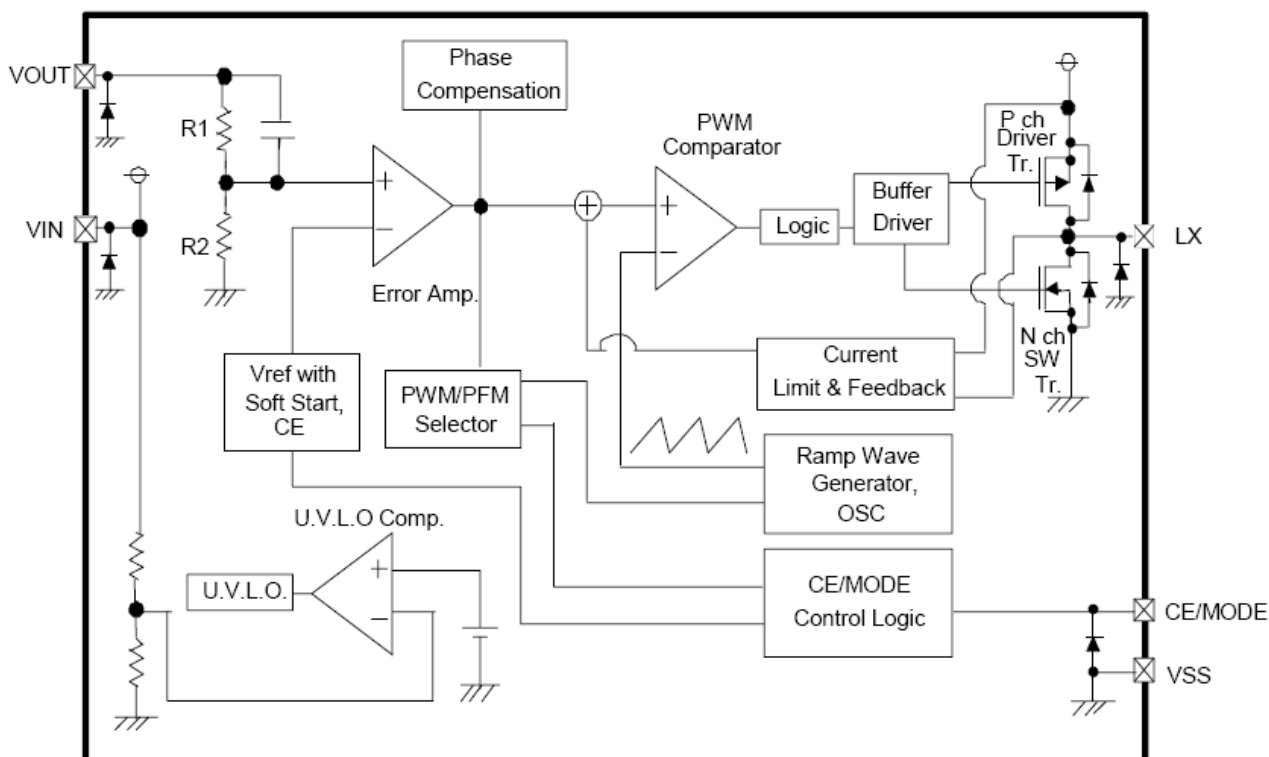 VOUT
VIN
R1
R2
Phase
Compensation
Error Amp.
PWM
Comparator
Logic
Buffer
Driver
P ch
Driver
Tr.
LX
N ch
SW
Tr.
Current
Limit & Feedback
Vref with
Soft Start,
CE
PWM/PFM
Selector
Ramp Wave
Generator,
OSC
U.V.L.O Comp.
U.V.L.O.
CE/MODE
Control Logic
CE/MODE
VSS